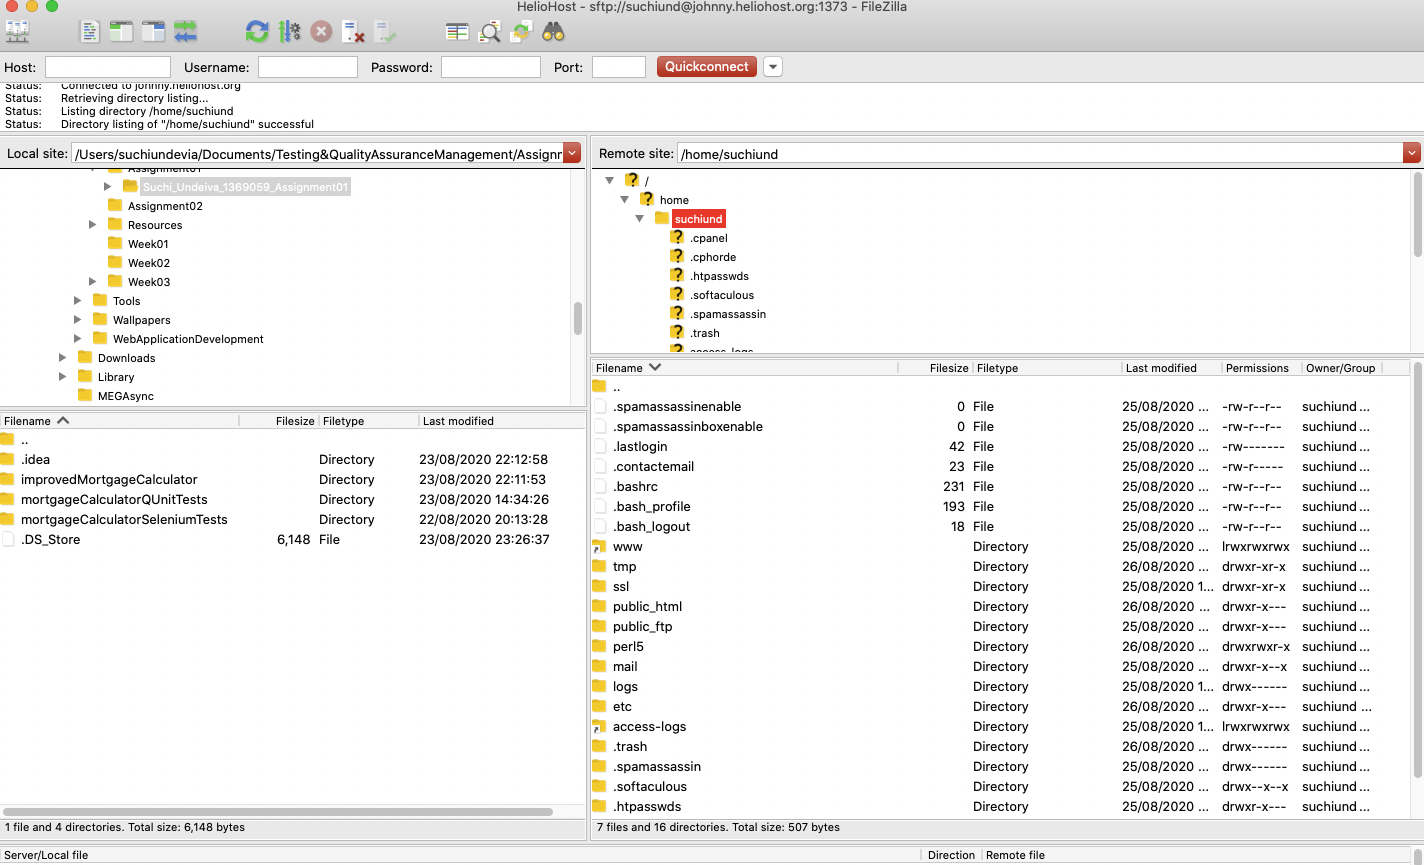 HelioHost - sftp://suchiund@johnny.heliohost.org:1373 - FileZilla
Host: Username: Password: Port: Quickconnect
Status: Connected to johnny.heliohost.org
Status: Retrieving directory listing...
Status: Listing directory /home/suchiund
Status: Directory listing of "/home/suchiund" successful
Local site: /Users/suchiundevia/Documents/Testing&QualityAssuranceManagement/Assignr
Assignment01
Suchi_Undeiva_1369059_Assignment01
Assignment02
Resources
Week01
Week02
Week03
Tools
Wallpapers
WebApplicationDevelopment
Downloads
Library
MEGAsync
Filename Filesize Filetype Last modified
..
.idea Directory 23/08/2020 22:12:58
improvedMortgageCalculator Directory 23/08/2020 22:11:53
mortgageCalculatorQUnitTests Directory 23/08/2020 14:34:26
mortgageCalculatorSeleniumTests Directory 22/08/2020 20:13:28
.DS_Store 6,148 File 23/08/2020 23:26:37
1 file and 4 directories. Total size: 6,148 bytes
Remote site: /home/suchiund
/
home
suchiund
.cpanel
.cphorde
.htpasswds
.softaculous
.spamassassin
.trash
access-logs
Filename Filesize Filetype Last modified Permissions Owner/Group
..
.spamassassinenable 0 File 25/08/2020 ... -rw-r--r-- suchiund ...
.spamassassinboxenable 0 File 25/08/2020 ... -rw-r--r-- suchiund ...
.lastlogin 42 File 25/08/2020 ... -rw------- suchiund ...
.contactemail 23 File 25/08/2020 ... -rw-r----- suchiund ...
.bashrc 231 File 25/08/2020 ... -rw-r--r-- suchiund ...
.bash_profile 193 File 25/08/2020 ... -rw-r--r-- suchiund ...
.bash_logout 18 File 25/08/2020 ... -rw-r--r-- suchiund ...
www Directory 25/08/2020 ... lrwxrwxrwx suchiund ...
tmp Directory 26/08/2020 ... drwxr-xr-x suchiund ...
ssl Directory 25/08/2020 1... drwxr-xr-x suchiund ...
public_html Directory 26/08/2020 ... drwxr-x--- suchiund ...
public_ftp Directory 25/08/2020 ... drwxr-x--- suchiund ...
perl5 Directory 26/08/2020 ... drwxrwxr-x suchiund ...
mail Directory 25/08/2020 ... drwxr-x--x suchiund ...
logs Directory 25/08/2020 1... drwx------ suchiund ...
etc Directory 26/08/2020 ... drwxr-x--- suchiund ...
access-logs Directory 25/08/2020 1... lrwxrwxrwx suchiund ...
.trash Directory 26/08/2020 ... drwx------ suchiund ...
.spamassassin Directory 25/08/2020 ... drwx------ suchiund ...
.softaculous Directory 25/08/2020 ... drwx--x--x suchiund ...
.htpasswds Directory 25/08/2020 ... drwxr-x--- suchiund ...
7 files and 16 directories. Total size: 507 bytes
Server/Local file Direction Remote file